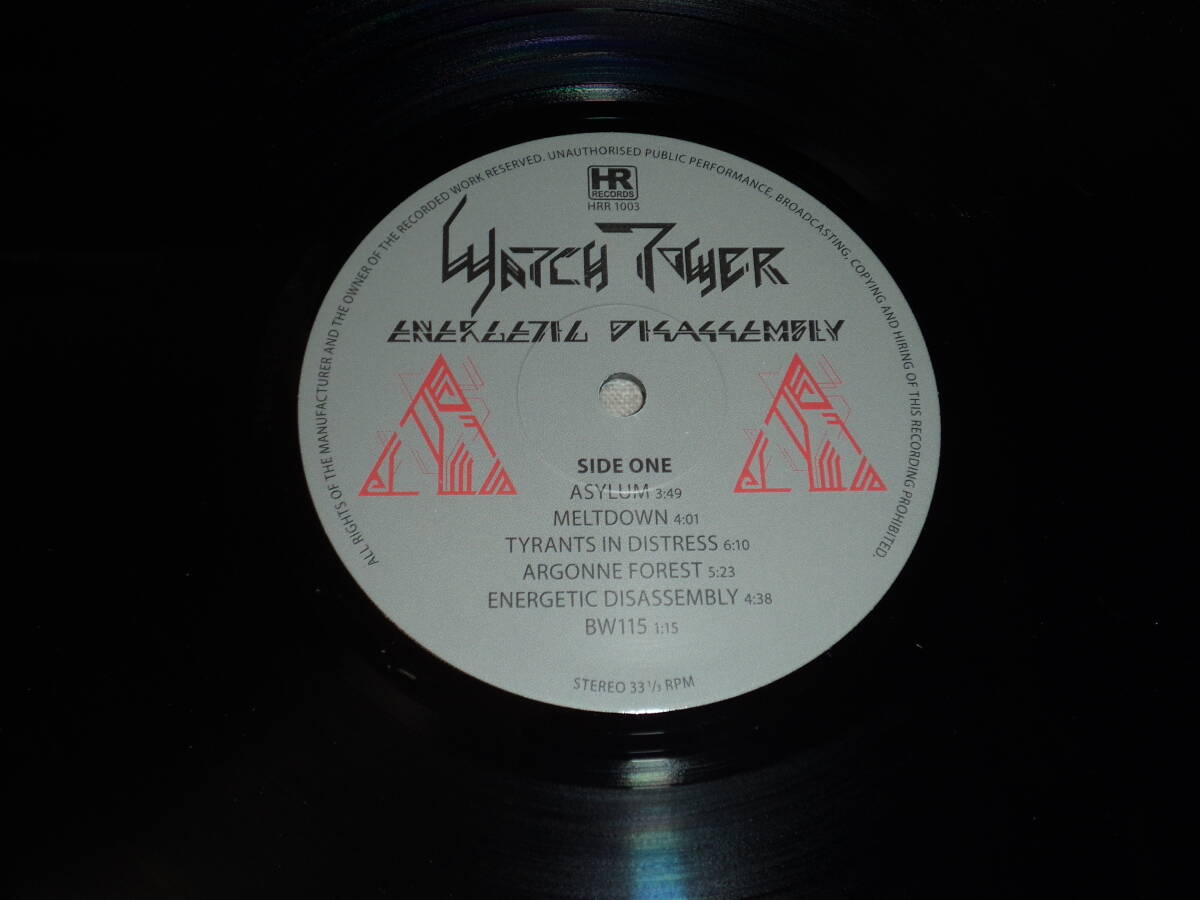 ALL RIGHTS OF THE MANUFACTURER AND THE OWNER OF THE RECORDED WORK RESERVED. UNAUTHORISED PUBLIC PERFORMANCE, BROADCASTING, COPYING AND HIRING OF THIS RECORDING PROHIBITED.
HR
RECORDS
HRR 1003
WATCHTOWER
ENERGETIC DISASSEMBLY
SIDE ONE
ASYLUM 3:49
MELTDOWN 4:01
TYRANTS IN DISTRESS 6:10
ARGONNE FOREST 5:23
ENERGETIC DISASSEMBLY 4:38
BW115 1:15
STEREO 33 1/3 RPM